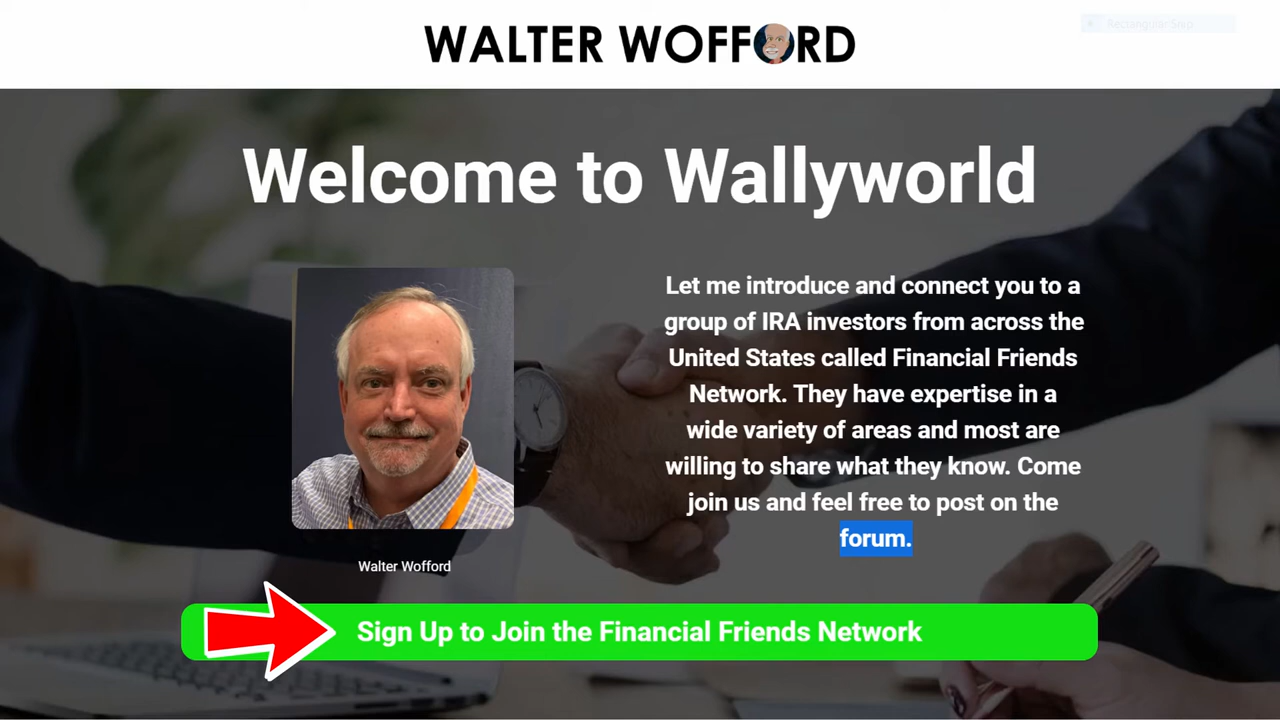 Rectangular Snip
WALTER WOFFORD
Welcome to Wallyworld
Let me introduce and connect you to a
group of IRA investors from across the
United States called Financial Friends
Network. They have expertise in a
wide variety of areas and most are
willing to share what they know. Come
join us and feel free to post on the
forum.
Walter Wofford
Sign Up to Join the Financial Friends Network